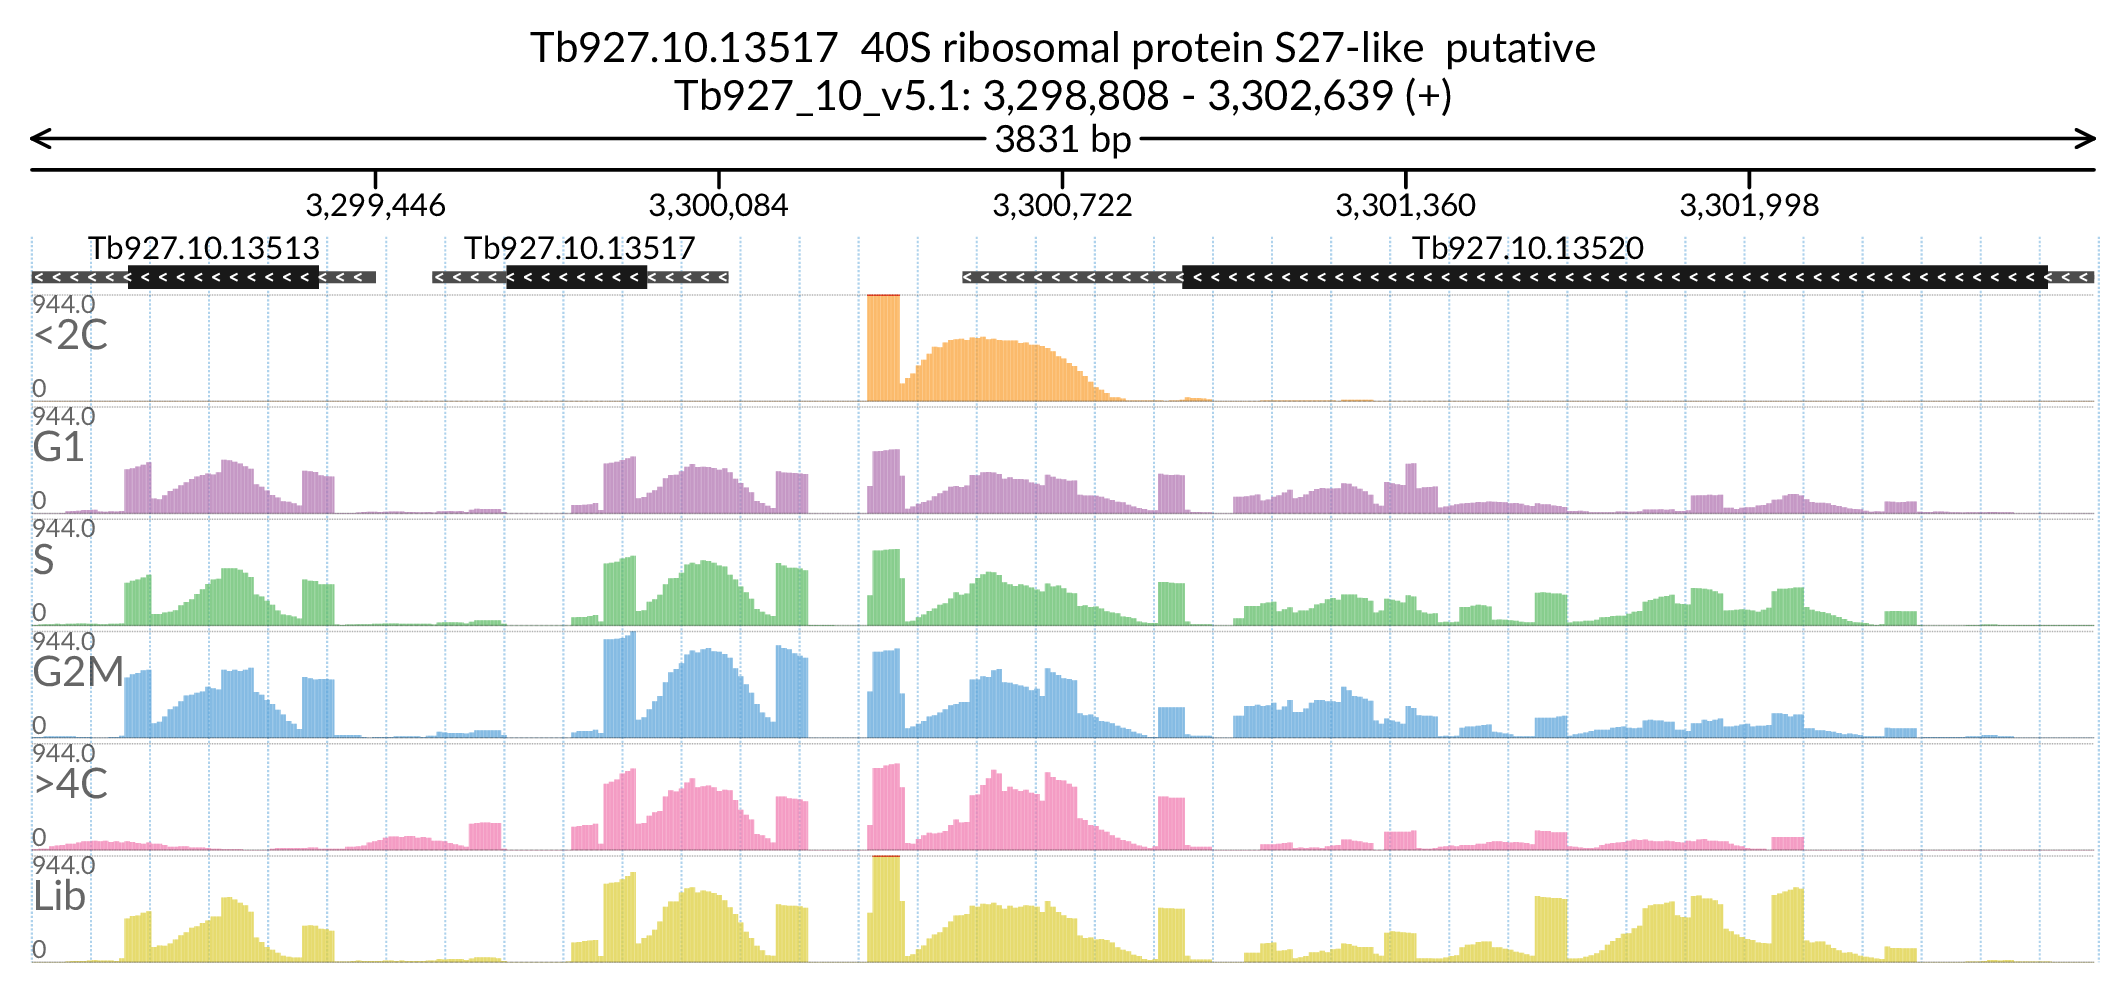 Tb927.10.13517  40S ribosomal protein S27-like  putative
Tb927_10_v5.1: 3,298,808 - 3,302,639 (+)
3831 bp
3,299,446 3,300,084 3,300,722 3,301,360 3,301,998
Tb927.10.13513 Tb927.10.13517 Tb927.10.13520
944.0
<2C
0
944.0
G1
0
944.0
S
0
944.0
G2M
0
944.0
>4C
0
944.0
Lib
0